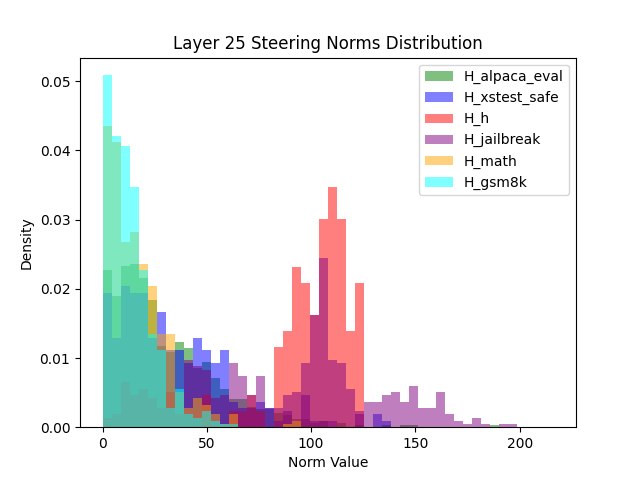 Layer 25 Steering Norms Distribution
H_alpaca_eval
H_xstest_safe
H_h
H_jailbreak
H_math
H_gsm8k
0.05
0.04
0.03
0.02
0.01
0.00
Density
0 50 100 150 200
Norm Value